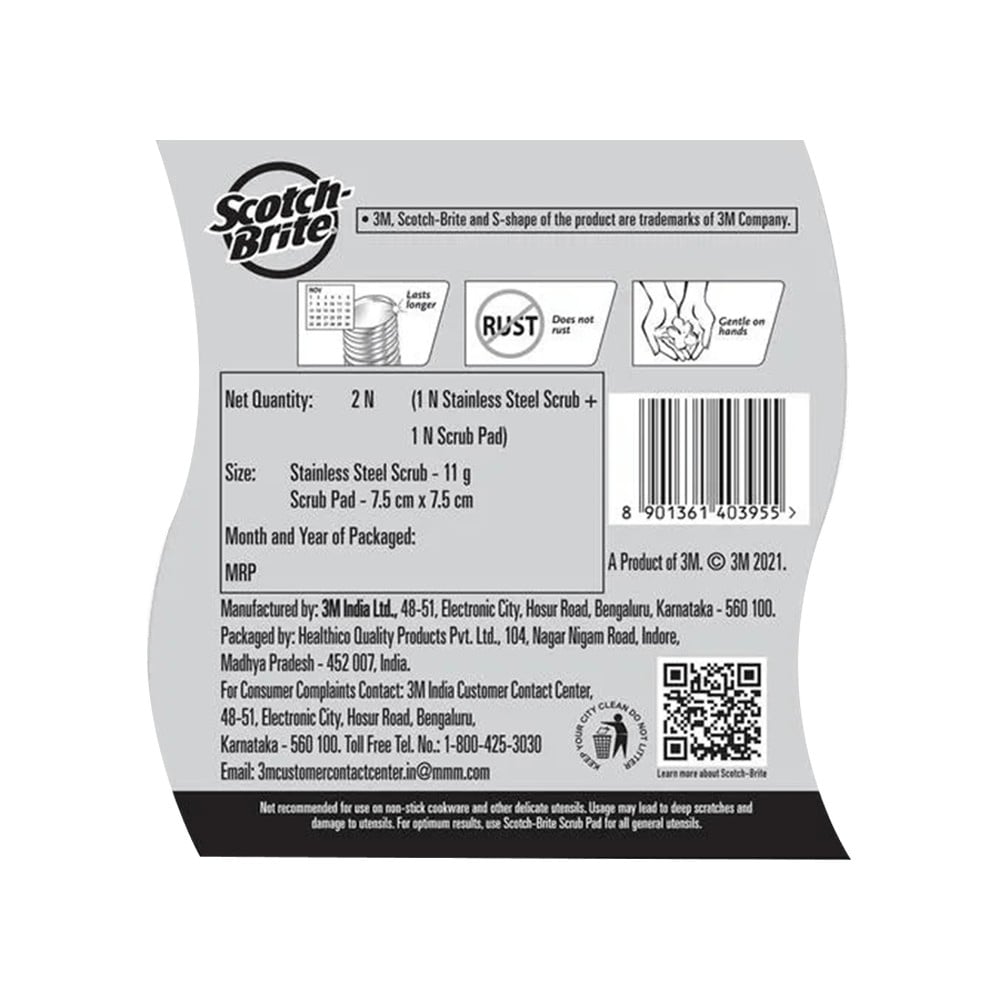 Scotch-
Brite
• 3M, Scotch-Brite and S-shape of the product are trademarks of 3M Company.
NOV
Lasts
longer
RUST
Does not
rust
Gentle on
hands
Net Quantity: 2 N (1 N Stainless Steel Scrub +
1 N Scrub Pad)
Size: Stainless Steel Scrub - 11 g
Scrub Pad - 7.5 cm x 7.5 cm
Month and Year of Packaged:
MRP
8 901361 403955 >
A Product of 3M. © 3M 2021.
Manufactured by: 3M India Ltd., 48-51, Electronic City, Hosur Road, Bengaluru, Karnataka - 560 100.
Packaged by: Healthico Quality Products Pvt. Ltd., 104, Nagar Nigam Road, Indore,
Madhya Pradesh - 452 007, India.
For Consumer Complaints Contact: 3M India Customer Contact Center,
48-51, Electronic City, Hosur Road, Bengaluru,
Karnataka - 560 100. Toll Free Tel. No.: 1-800-425-3030
Email: 3mcustomercontactcenter.in@mmm.com
KEEP YOUR CITY CLEAN DO NOT LITTER
Learn more about Scotch-Brite
Not recommended for use on non-stick cookware and other delicate utensils. Usage may lead to deep scratches and
damage to utensils. For optimum results, use Scotch-Brite Scrub Pad for all general utensils.